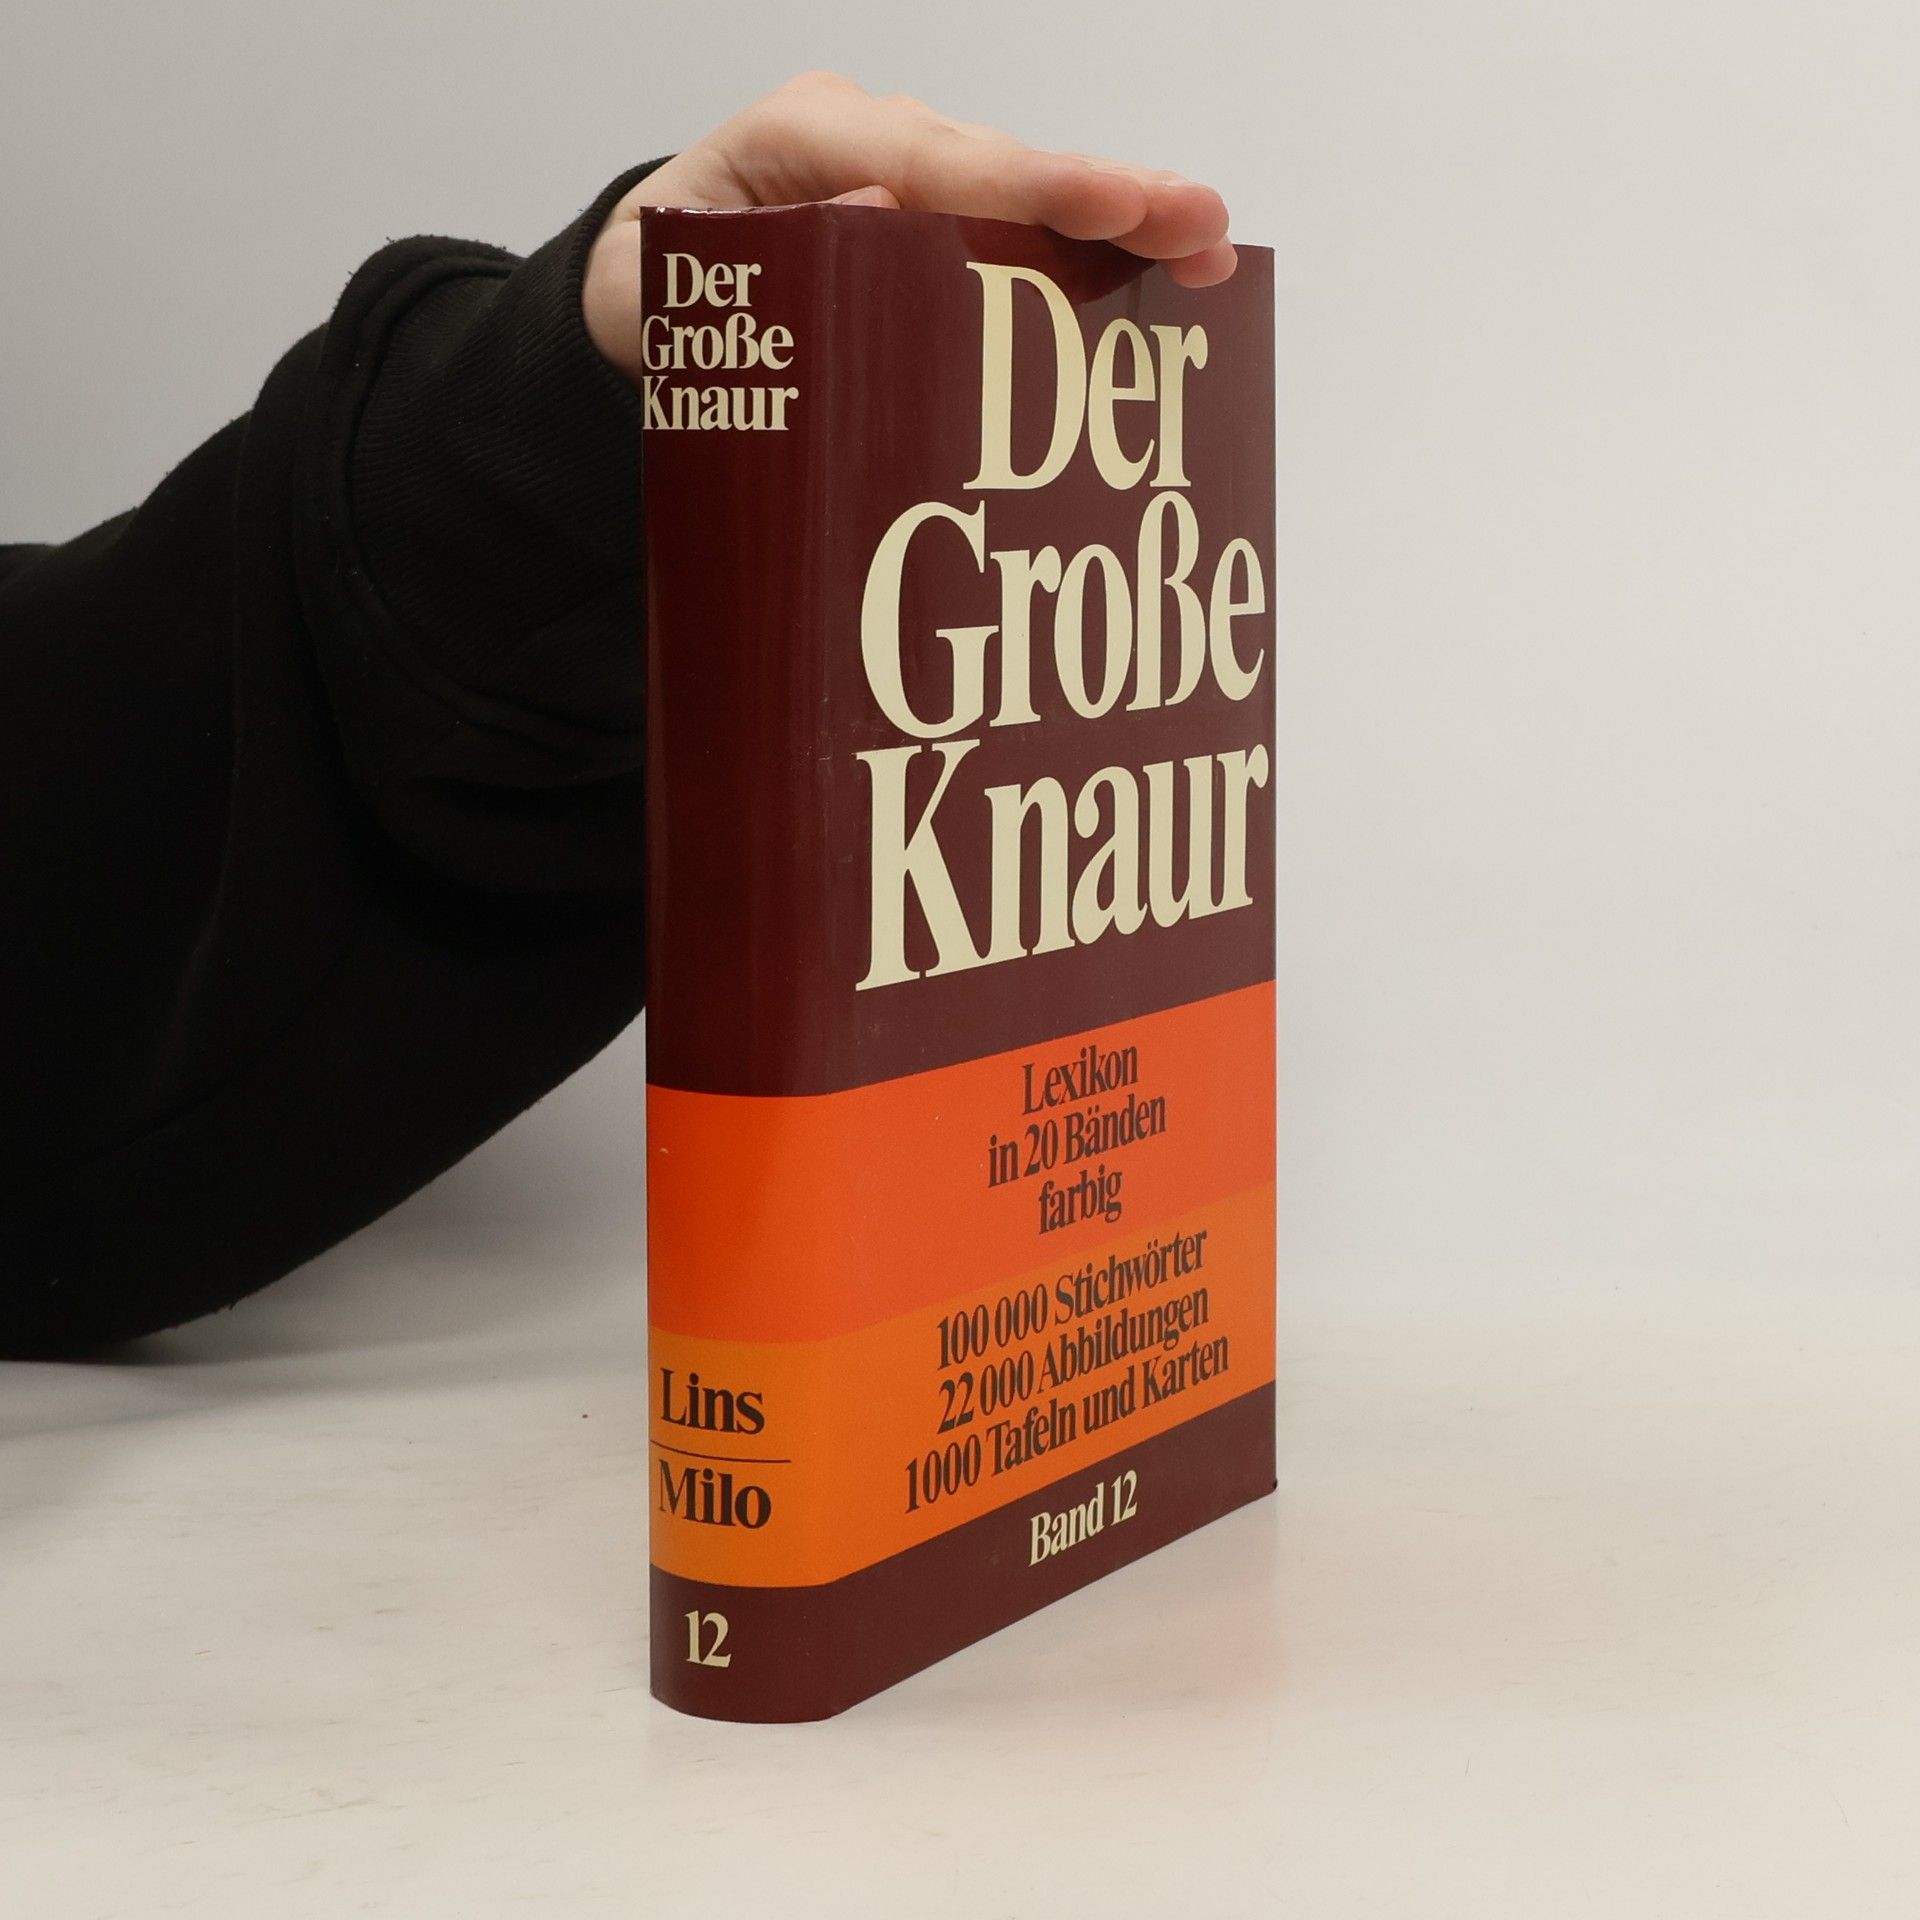 Der
Große
Knaur
Lins
Milo
12
Der
Große
Knaur
Lexikon
in 20 Bänden
farbig
100 000 Stichwörter
22 000 Abbildungen
1000 Tafeln und Karten
Band 12